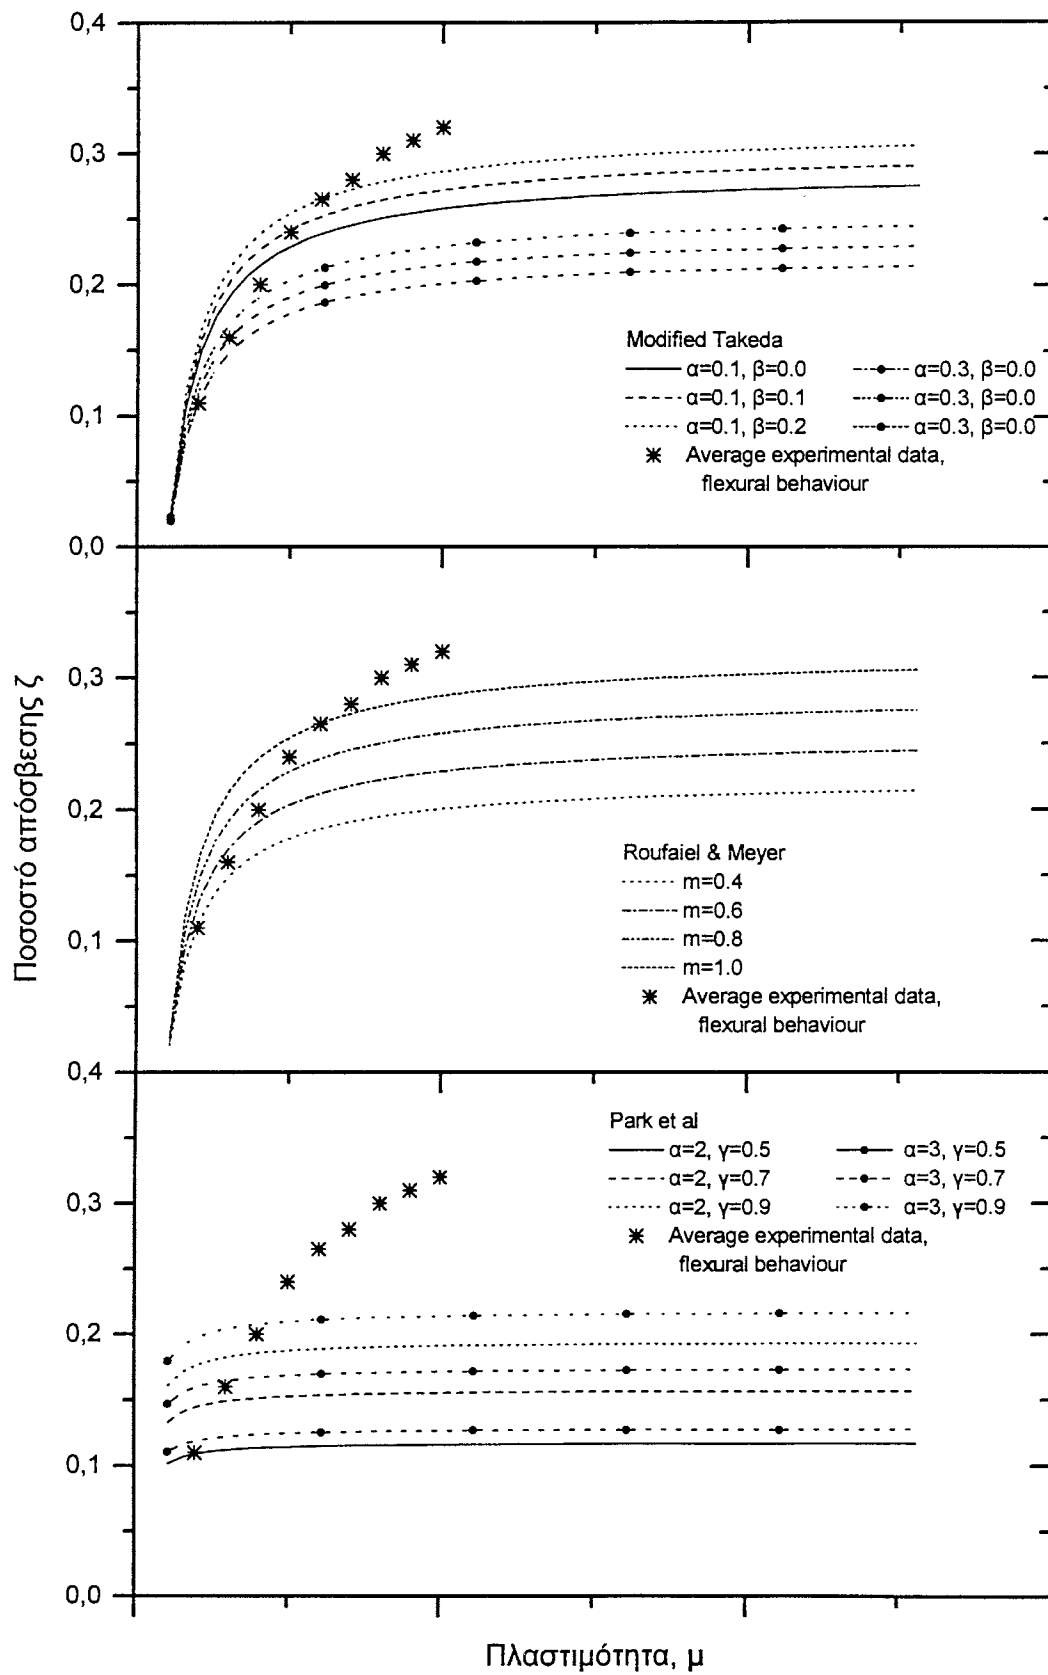 0,4
0,3
0,2
0,1
0,0
Modified Takeda
α=0.1, β=0.0 α=0.3, β=0.0
α=0.1, β=0.1 α=0.3, β=0.0
α=0.1, β=0.2 α=0.3, β=0.0
Average experimental data,
flexural behaviour
Ποσοστό απόσβεσης ζ
0,3
0,2
0,1
0,4
Roufaiel & Meyer
m=0.4
m=0.6
m=0.8
m=1.0
Average experimental data,
flexural behaviour
Park et al
α=2, γ=0.5 α=3, γ=0.5
α=2, γ=0.7 α=3, γ=0.7
α=2, γ=0.9 α=3, γ=0.9
Average experimental data,
flexural behaviour
0,3
0,2
0,1
0,0
Πλαστιμότητα, μ